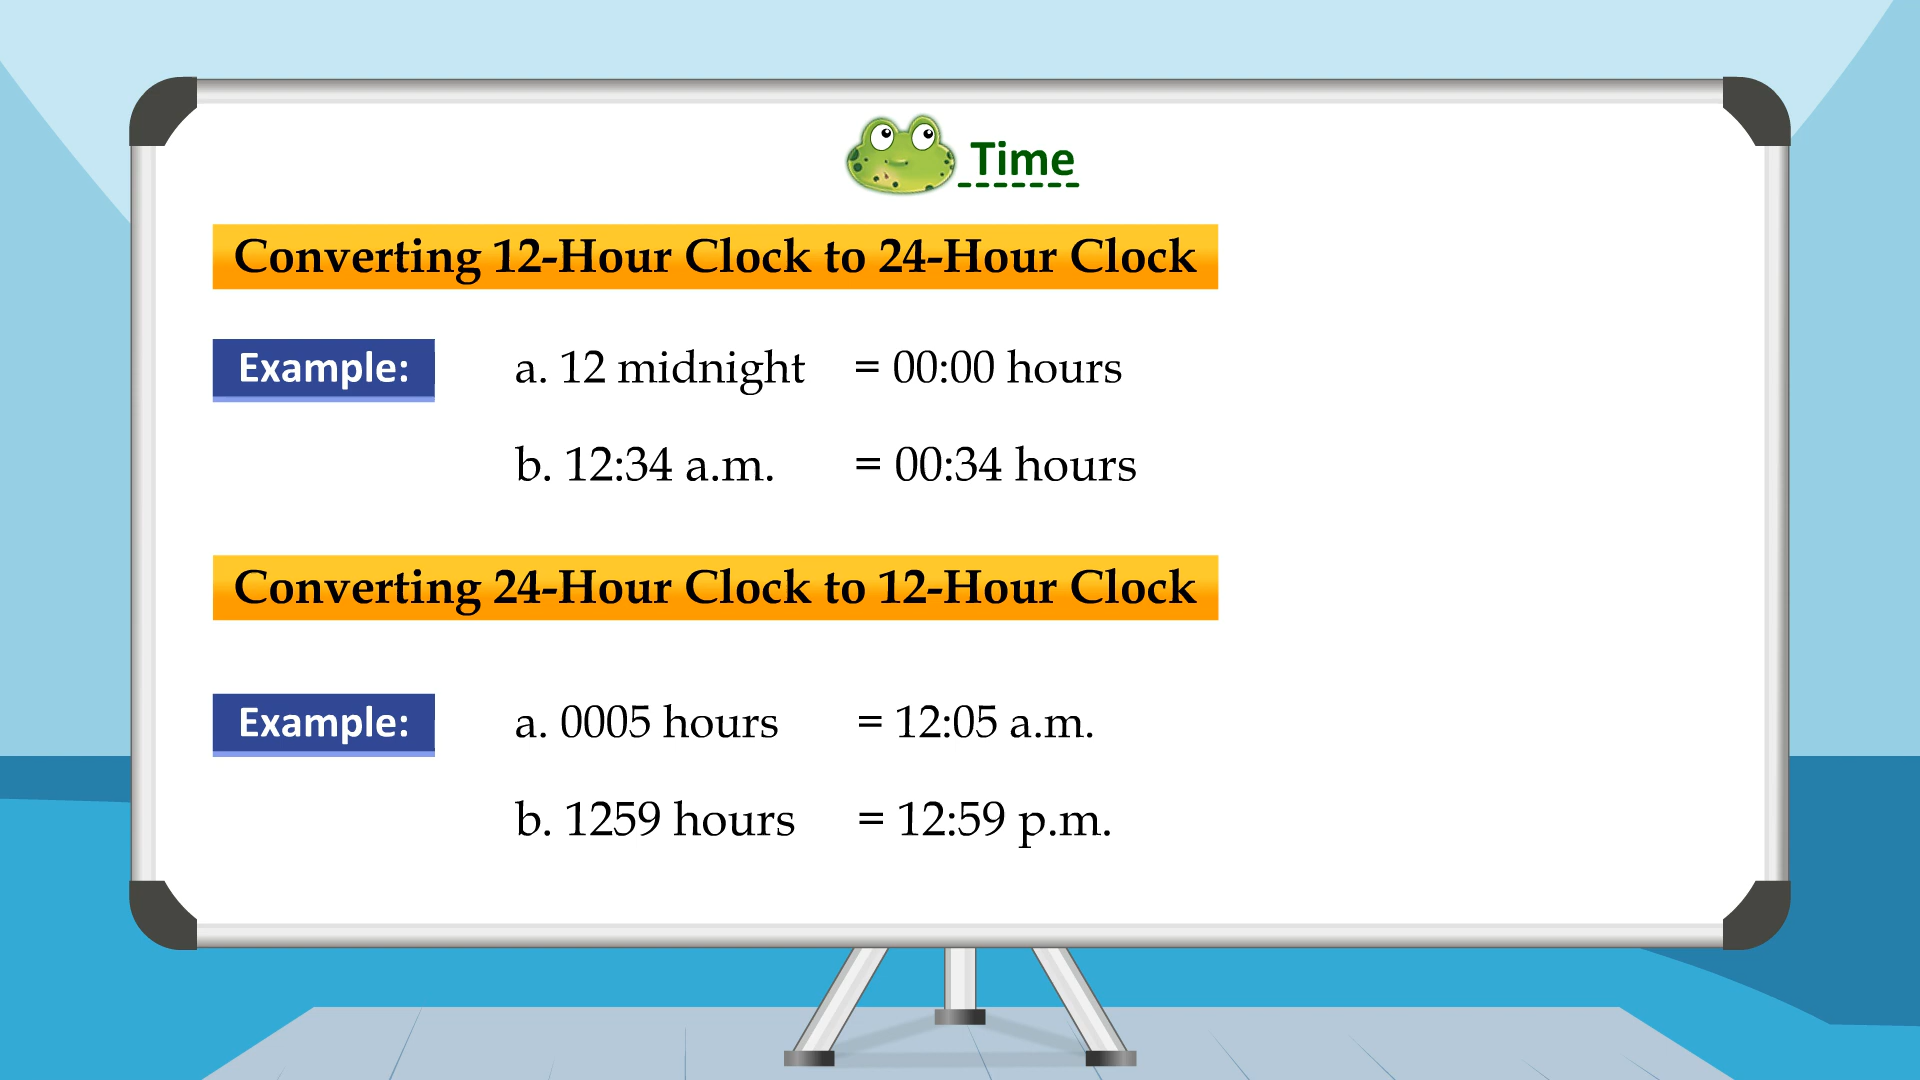 Time
Converting 12-Hour Clock to 24-Hour Clock
Example: a. 12 midnight = 00:00 hours
b. 12:34 a.m. = 00:34 hours
Converting 24-Hour Clock to 12-Hour Clock
Example: a. 0005 hours = 12:05 a.m.
b. 1259 hours = 12:59 p.m.